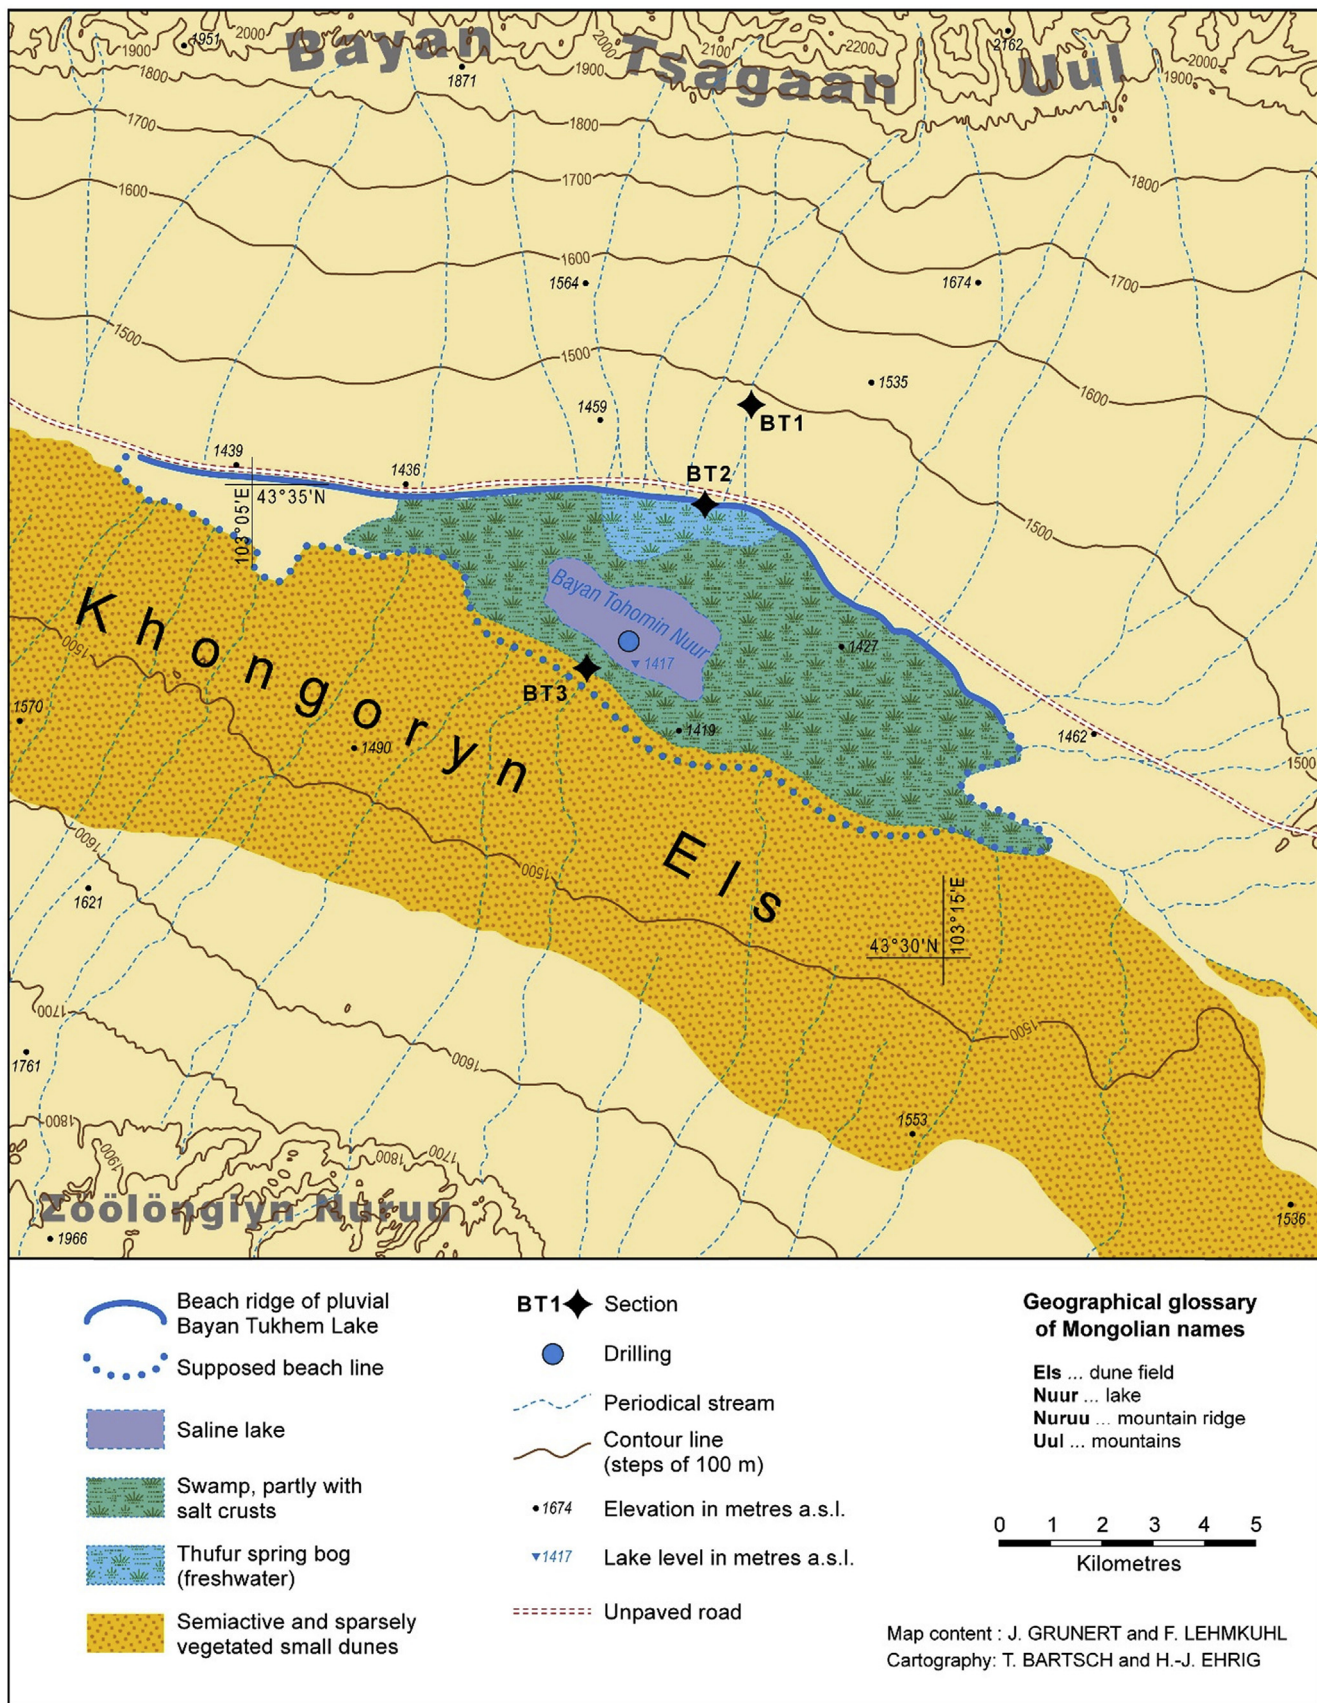 Bayan Tsagaan Uul
1900
1951
2000
1871
2000
1900
2100
2200
2162
2000
1900
1800
1700
1800
1700
1800
1600
1600
1564
1674
1700
1500
1500
1535
1600
1459
BT1
1439
1436
BT2
43°35'N
103°05'E
1500
Bayan Tohomin Nuur
1417
1427
BT3
Khongoryn Els
1500
1570
1490
1419
1462
1500
1600
1500
1621
43°30'N
103°15'E
1700
1500
1761
1600
1800
1900
1800
1700
1553
Zöölöngiyn Nuruu
1966
1536
Beach ridge of pluvial
Bayan Tukhem Lake
Supposed beach line
Saline lake
Swamp, partly with
salt crusts
Thufur spring bog
(freshwater)
Semiactive and sparsely
vegetated small dunes
BT1 Section
Drilling
Periodical stream
Contour line
(steps of 100 m)
1674 Elevation in metres a.s.l.
1417 Lake level in metres a.s.l.
Unpaved road
Geographical glossary
of Mongolian names
Els ... dune field
Nuur ... lake
Nuruu ... mountain ridge
Uul ... mountains
0 1 2 3 4 5
Kilometres
Map content : J. GRUNERT and F. LEHMKUHL
Cartography: T. BARTSCH and H.-J. EHRIG